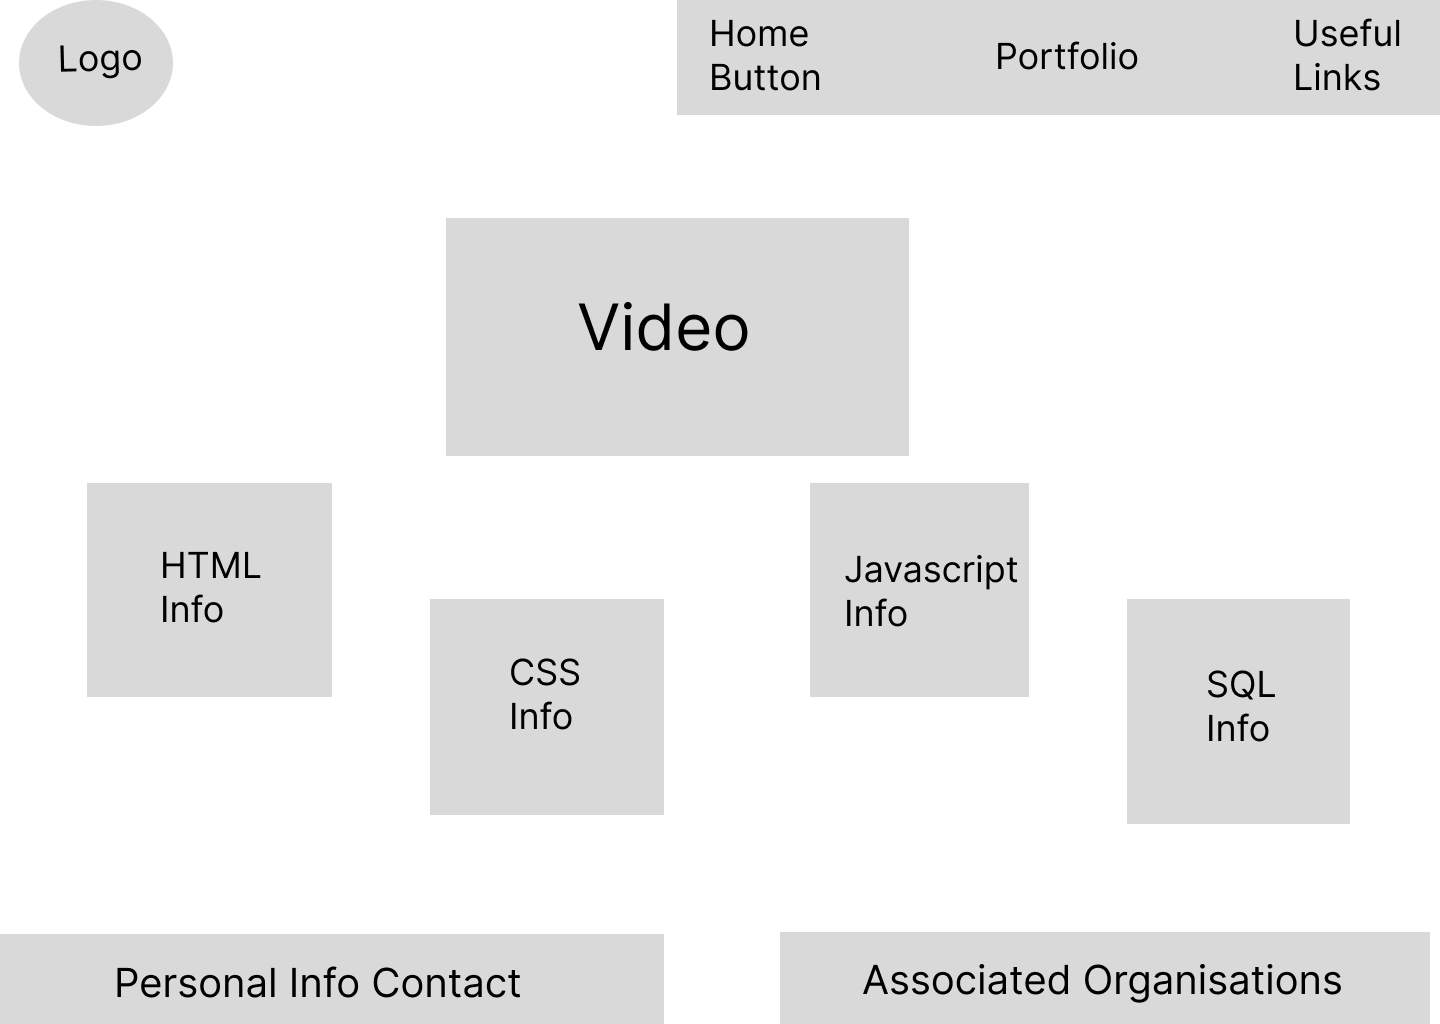 Logo
Home
Button
Portfolio
Useful
Links
Video
HTML
Info
CSS
Info
Javascript
Info
SQL
Info
Personal Info Contact
Associated Organisations